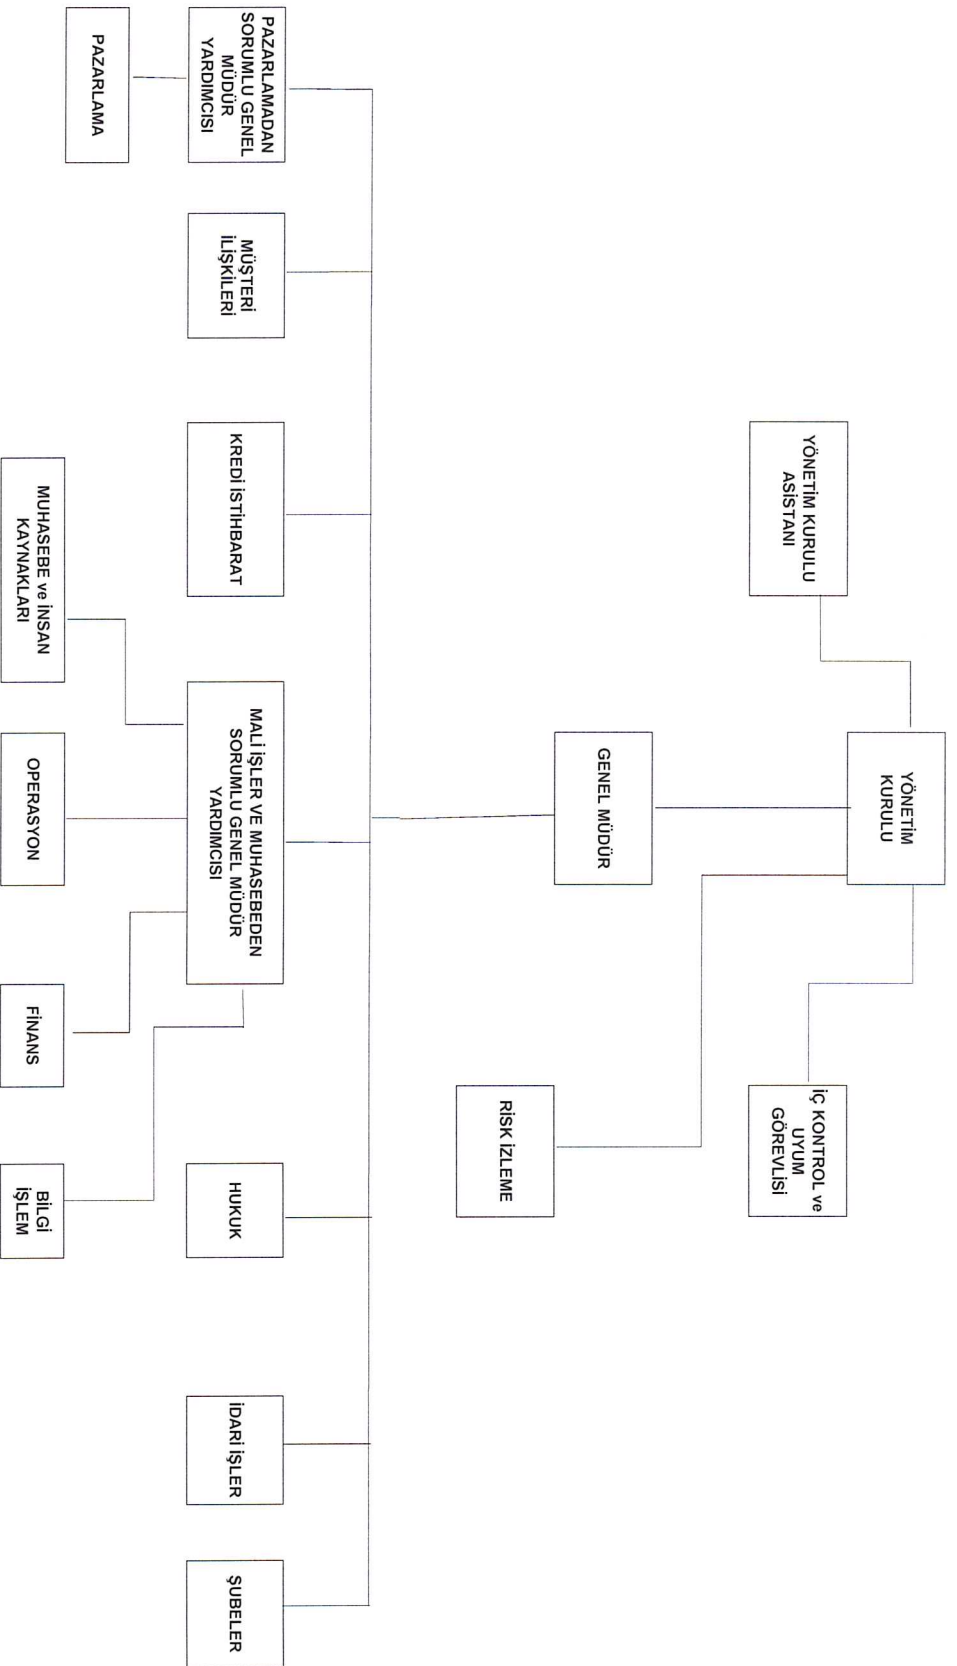 YÖNETİM
KURULU
YÖNETİM KURULU
ASİSTANI
İÇ KONTROL ve
UYUM
GÖREVLİSİ
GENEL MÜDÜR
RİSK İZLEME
PAZARLAMADAN
SORUMLU GENEL
MÜDÜR
YARDIMCISI
MÜŞTERİ
İLİŞKİLERİ
KREDİ İSTİHBARAT
MALİ İŞLER VE MUHASEBEDEN
SORUMLU GENEL MÜDÜR
YARDIMCISI
HUKUK
İDARİ İŞLER
ŞUBELER
PAZARLAMA
MUHASEBE ve İNSAN
KAYNAKLARI
OPERASYON
FİNANS
BİLGİ
İŞLEM